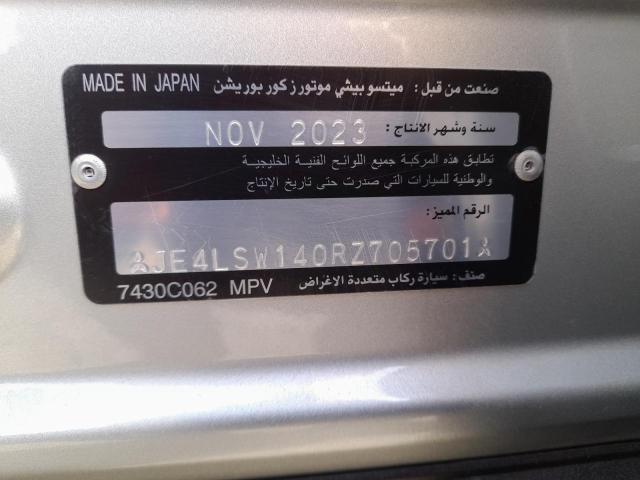 MADE IN JAPAN صنعت من قبل : ميتسوبيشي موتورز كوربوريشن
سنة وشهر الانتاج : NOV 2023
تطابق هذه المركبة جميع اللوائح الفنية الخليجية
والوطنية للسيارات التي صدرت حتى تاريخ الإنتاج
الرقم المميز:
JE4LSW140RZ705701
صنف : سيارة ركاب متعددة الاغراض
7430C062 MPV